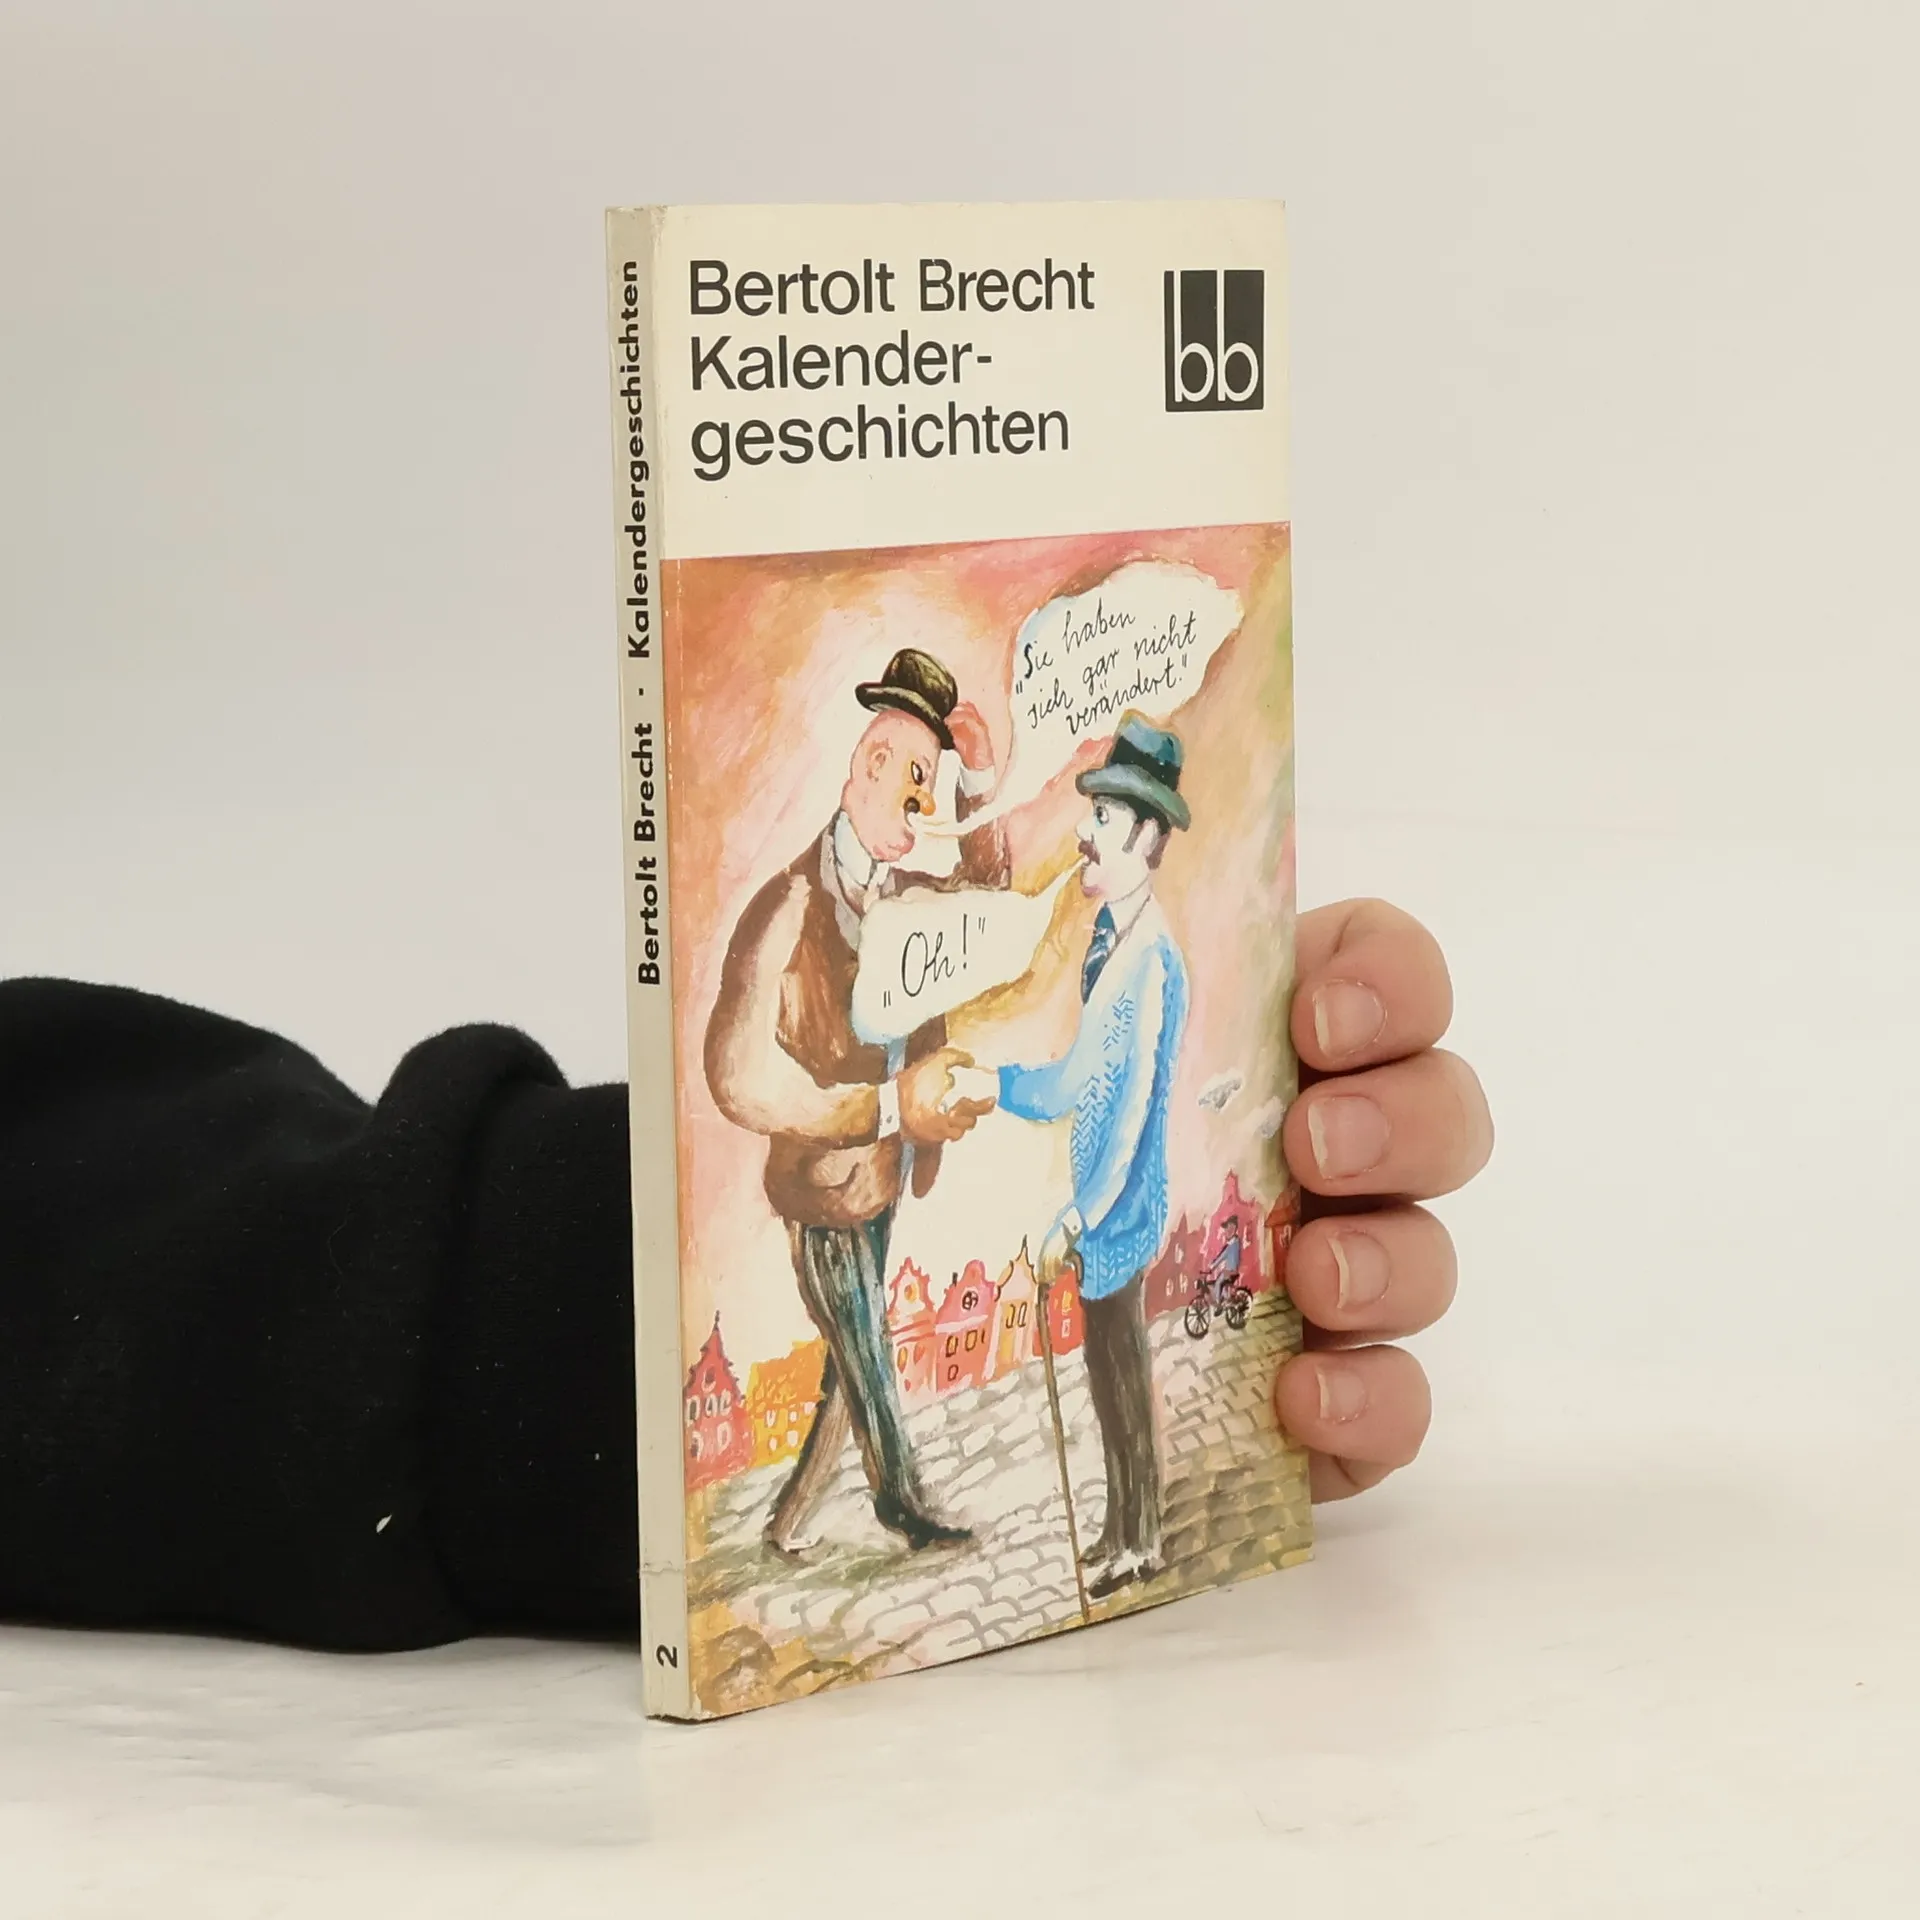 Bertolt Brecht
Kalender-
geschichten
bb
"Sie haben
sich gar nicht
verändert."
„Oh!"
Bertolt Brecht · Kalendergeschichten
2